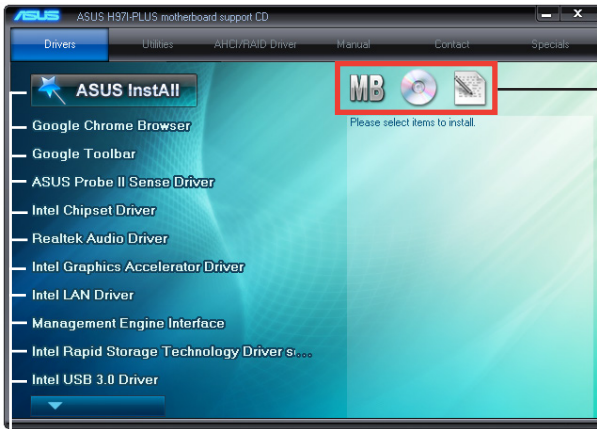 ASUS ASUS H97I-PLUS motherboard support CD
Drivers Utilities AHCI/RAID Driver Manual Contact Specials
ASUS InstAll
MB
Please select items to install.
Google Chrome Browser
Google Toolbar
ASUS Probe II Sense Driver
Intel Chipset Driver
Realtek Audio Driver
Intel Graphics Accelerator Driver
Intel LAN Driver
Management Engine Interface
Intel Rapid Storage Technology Driver si...
Intel USB 3.0 Driver